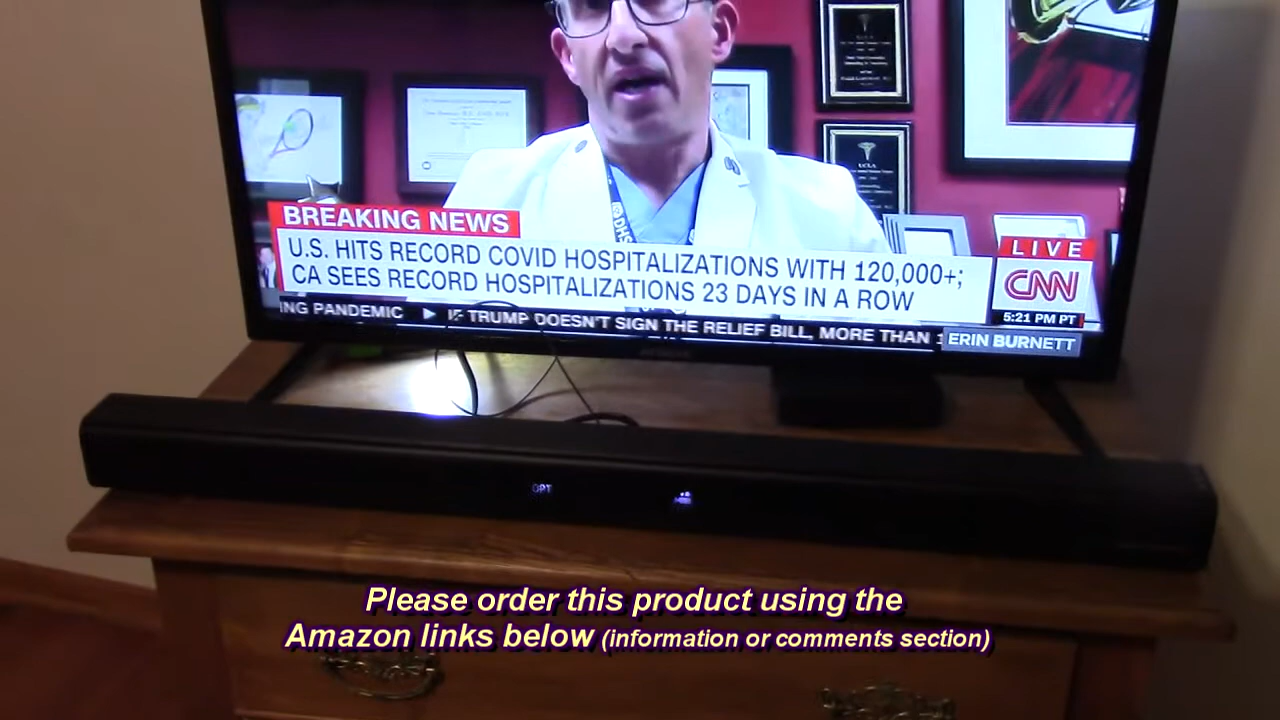 UCLA
BREAKING NEWS
U.S. HITS RECORD COVID HOSPITALIZATIONS WITH 120,000+;
CA SEES RECORD HOSPITALIZATIONS 23 DAYS IN A ROW
LIVE
CNN
5:21 PM PT
ING PANDEMIC ▶ IF TRUMP DOESN'T SIGN THE RELIEF BILL, MORE THAN
ERIN BURNETT
OPT
Please order this product using the
Amazon links below (information or comments section)